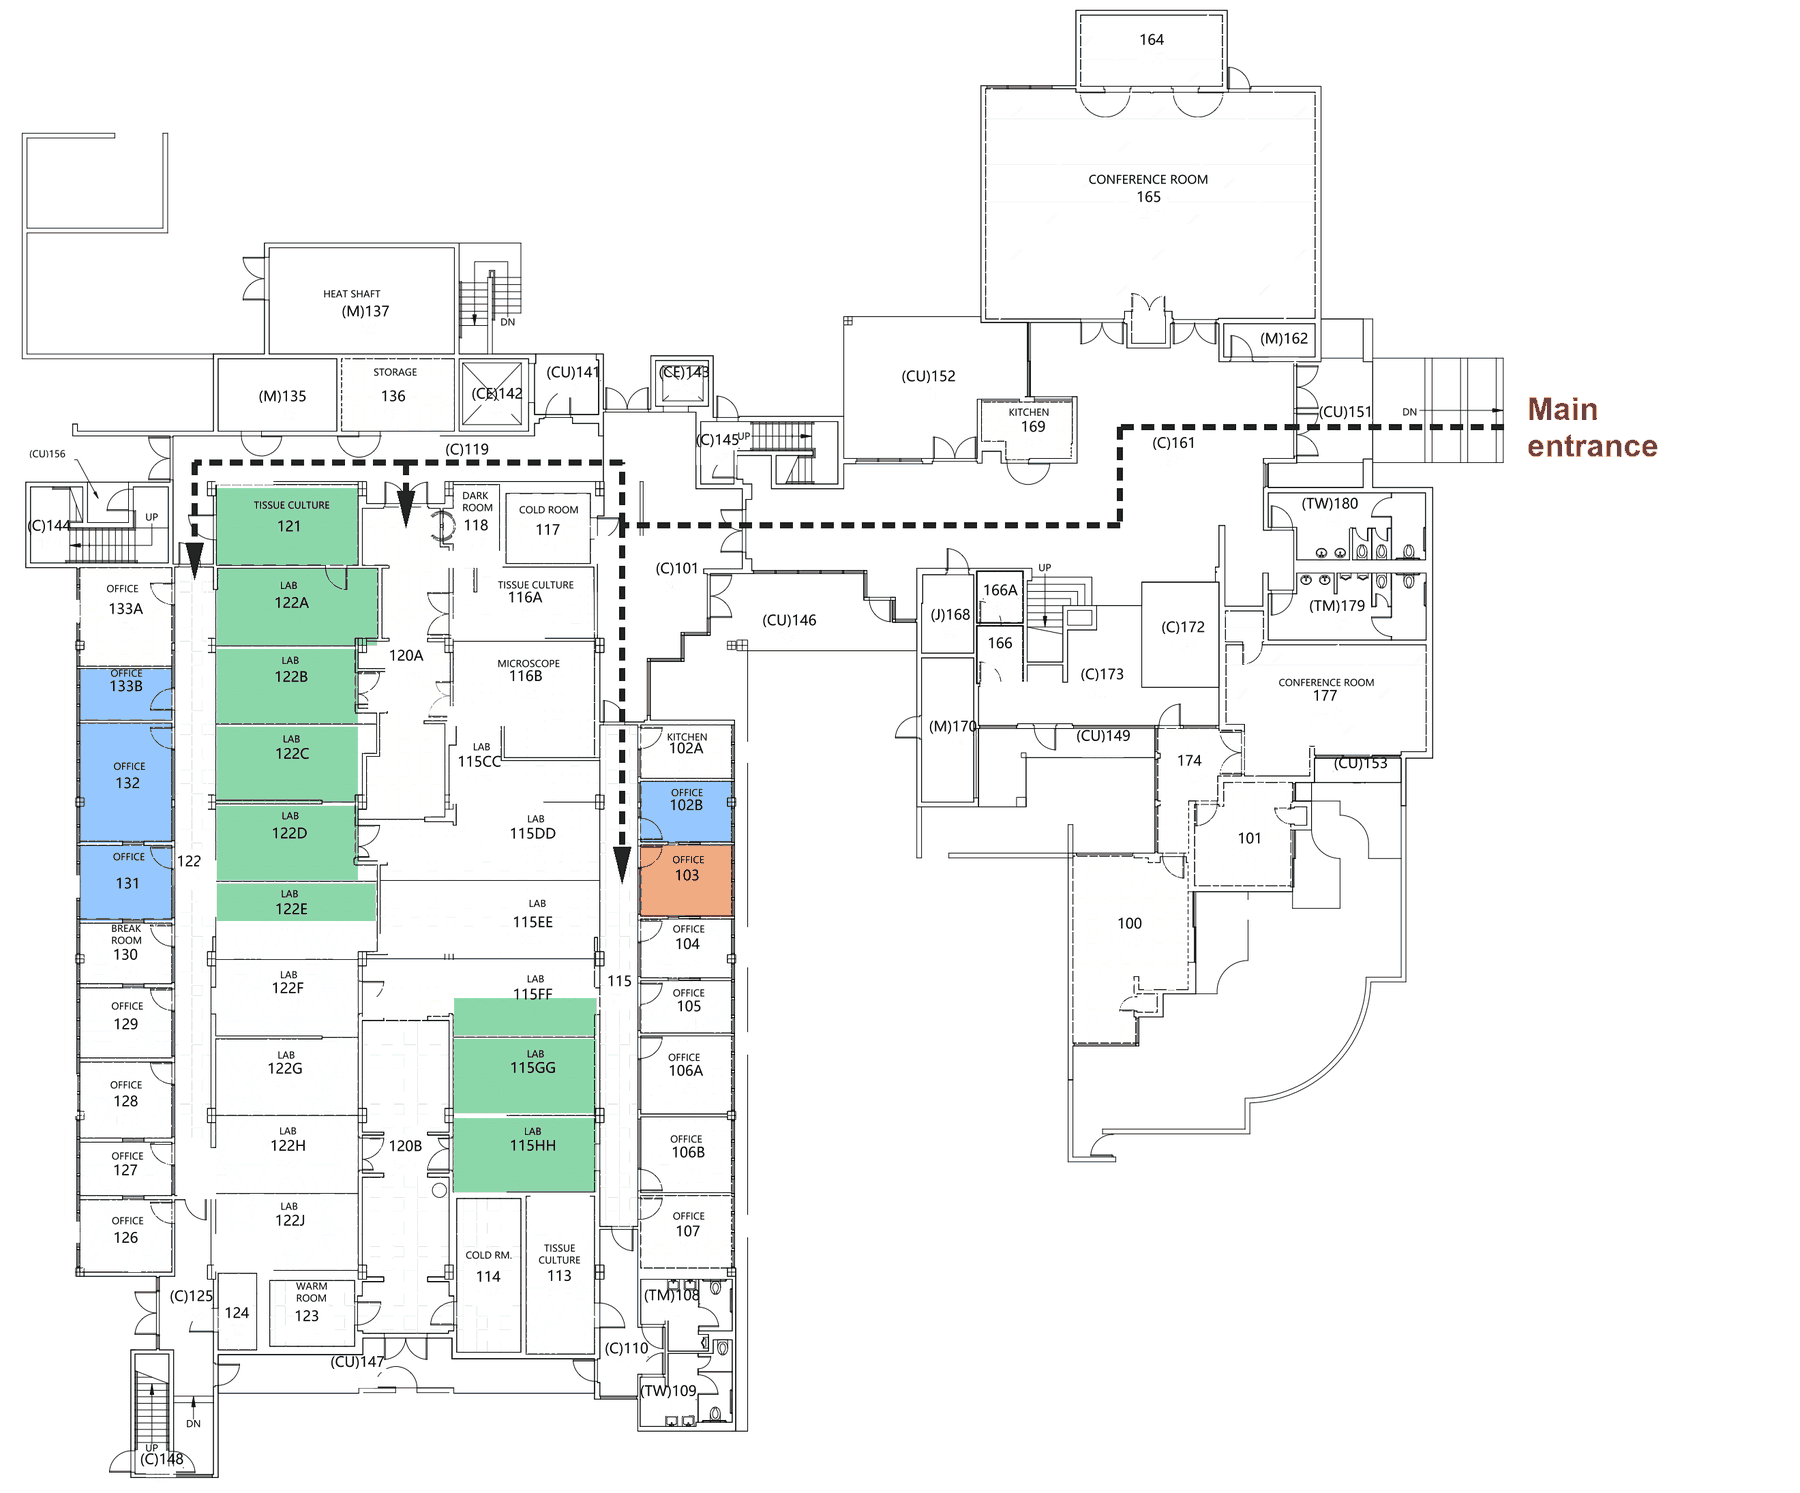 164
CONFERENCE ROOM
165
HEAT SHAFT
(M)137
DN
(M)162
(CU)141
(CE)143
STORAGE
136
(M)135
(CE)142
(CU)152
KITCHEN
169
DN
(CU)151
Main
entrance
(C)119
(C)145
UP
(C)161
(CU)156
(C)144
UP
TISSUE CULTURE
121
DARK
ROOM
118
COLD ROOM
117
(TW)180
(C)101
UP
OFFICE
133A
LAB
122A
TISSUE CULTURE
116A
(CU)146
(J)168
166A
166
(C)172
(TM)179
120A
OFFICE
133B
LAB
122B
MICROSCOPE
116B
(C)173
CONFERENCE ROOM
177
(M)170
(CU)149
KITCHEN
102A
LAB
122C
LAB
115CC
174
(CU)153
OFFICE
132
OFFICE
102B
LAB
122D
LAB
115DD
101
122
OFFICE
131
OFFICE
103
LAB
122E
LAB
115EE
100
BREAK
ROOM
130
OFFICE
104
LAB
122F
LAB
115FF
115
OFFICE
105
OFFICE
129
LAB
122G
LAB
115GG
OFFICE
106A
OFFICE
128
LAB
122H
120B
LAB
115HH
OFFICE
106B
OFFICE
127
LAB
122J
OFFICE
107
OFFICE
126
COLD RM.
114
TISSUE
CULTURE
113
(C)125
124
WARM
ROOM
123
(TM)108
(CU)147
(C)110
(TW)109
DN
UP
(C)148